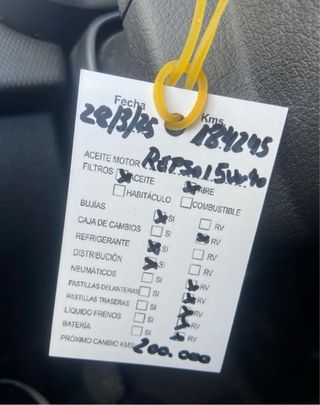 Fecha Kms
28/3/25 184245
ACEITE MOTOR REPSOL 5W40
FILTROS ACEITE AIRE
HABITÁCULO COMBUSTIBLE
BUJÍAS SI RV
CAJA DE CAMBIOS SI RV
REFRIGERANTE SI RV
DISTRIBUCIÓN SI RV
NEUMÁTICOS SI RV
PASTILLAS DELANTERAS SI RV
PASTILLAS TRASERAS SI RV
LÍQUIDO FRENOS SI RV
BATERÍA SI RV
PRÓXIMO CAMBIO KMS 200.000